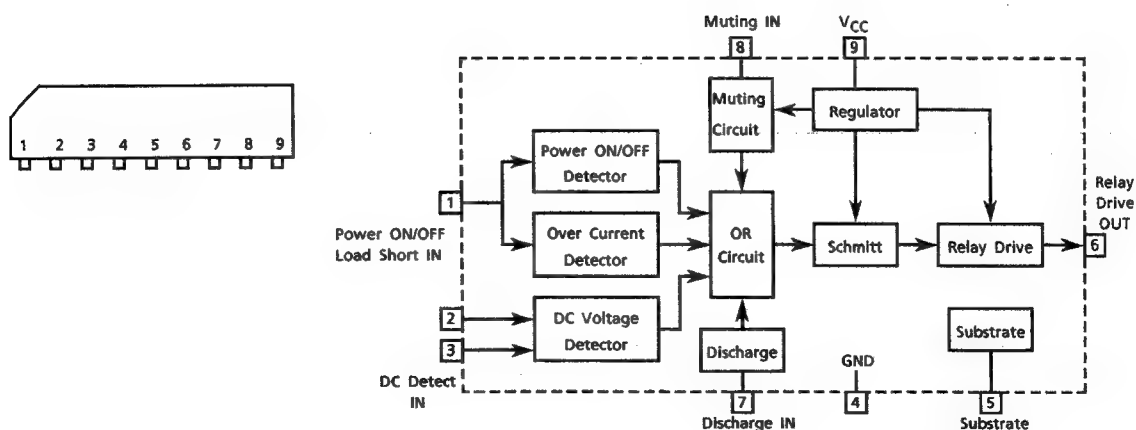 1 2 3 4 5 6 7 8 9
Muting IN
VCC
8
9
Muting
Circuit
Regulator
Power ON/OFF
Detector
1
Power ON/OFF
Load Short IN
Over Current
Detector
OR
Circuit
Schmitt
Relay Drive
Relay
Drive
OUT
6
2
3
DC Detect
IN
DC Voltage
Detector
Discharge
GND
Substrate
7
4
5
Discharge IN
Substrate